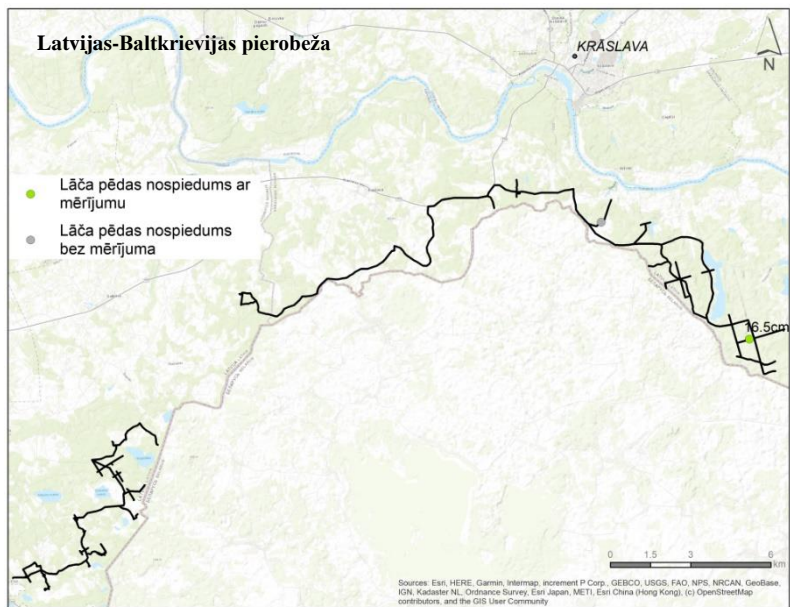 Latvijas-Baltkrievijas pierobeža
KRĀSLAVA
N
Lāča pēdas nospiedums ar
mērījumu
Lāča pēdas nospiedums
bez mērījuma
16.5cm
0 1.5 3 6
km
Sources: Esri, HERE, Garmin, Intermap, increment P Corp., GEBCO, USGS, FAO, NPS, NRCAN, GeoBase,
IGN, Kadaster NL, Ordnance Survey, Esri Japan, METI, Esri China (Hong Kong), (c) OpenStreetMap
contributors, and the GIS User Community